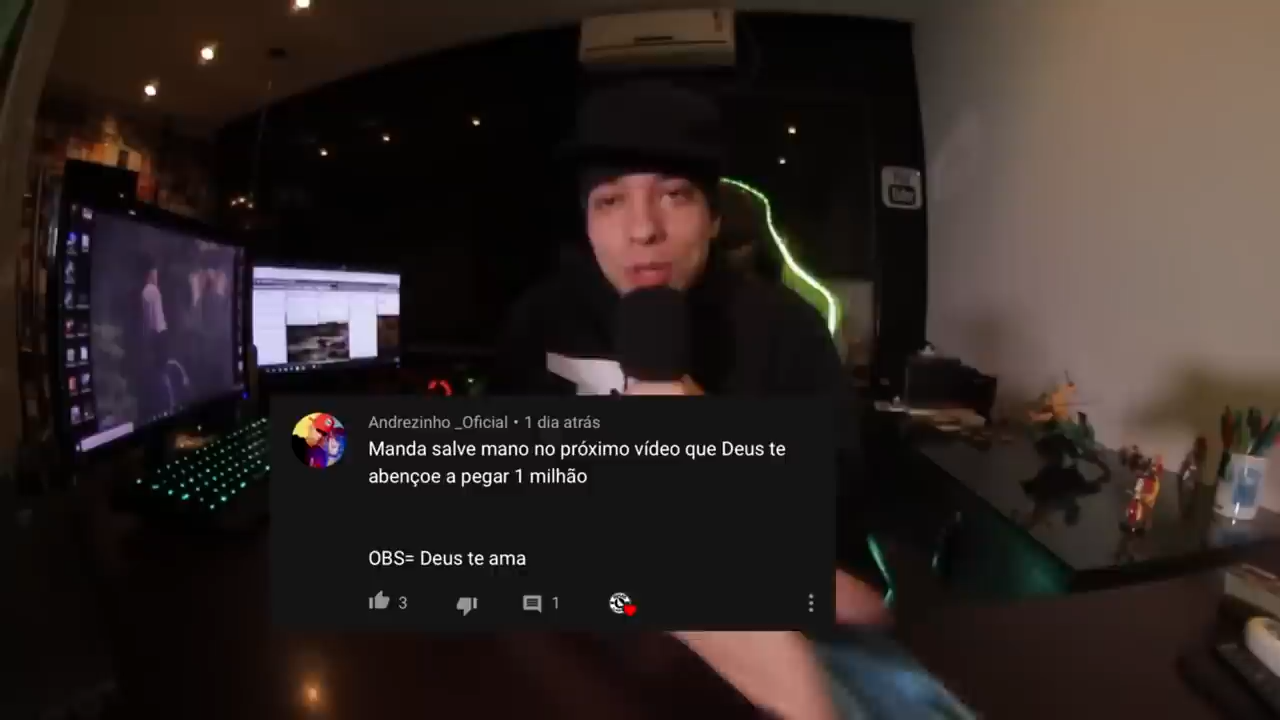 Andrezinho _Oficial • 1 dia atrás
Manda salve mano no próximo vídeo que Deus te
abençoe a pegar 1 milhão
OBS= Deus te ama
3
1